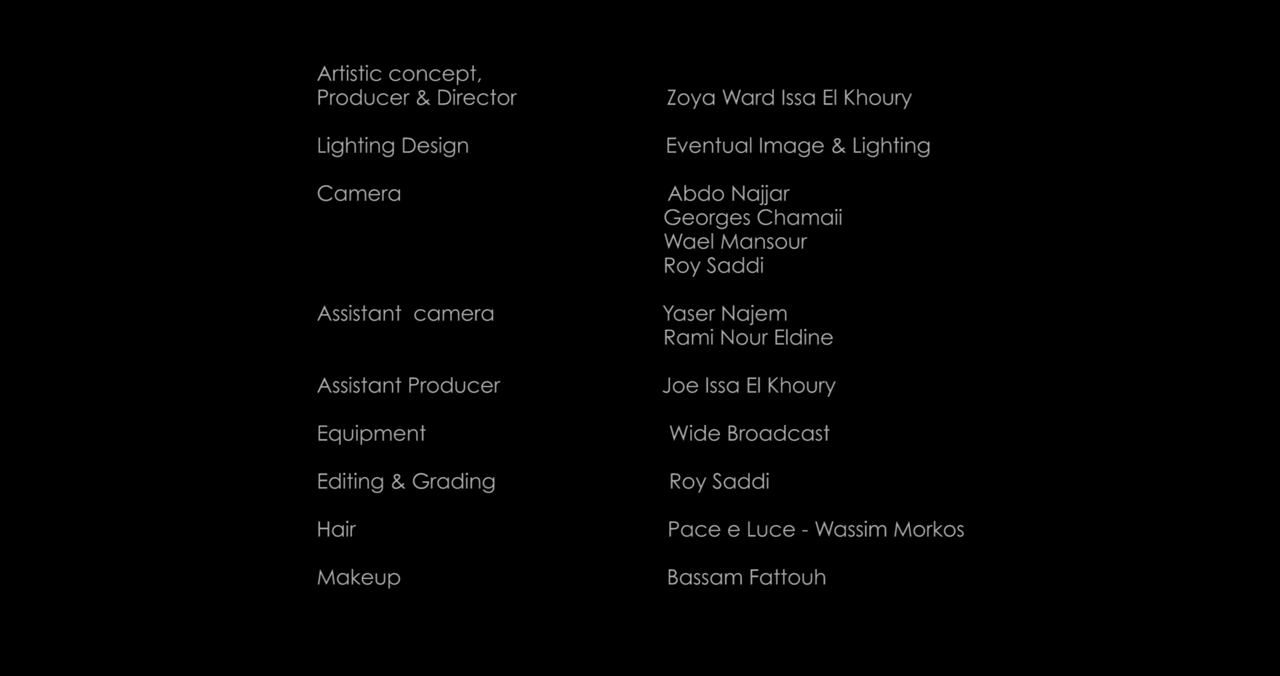 Artistic concept,
Producer & Director Zoya Ward Issa El Khoury
Lighting Design Eventual Image & Lighting
Camera Abdo Najjar
Georges Chamaii
Wael Mansour
Roy Saddi
Assistant camera Yaser Najem
Rami Nour Eldine
Assistant Producer Joe Issa El Khoury
Equipment Wide Broadcast
Editing & Grading Roy Saddi
Hair Pace e Luce - Wassim Morkos
Makeup Bassam Fattouh